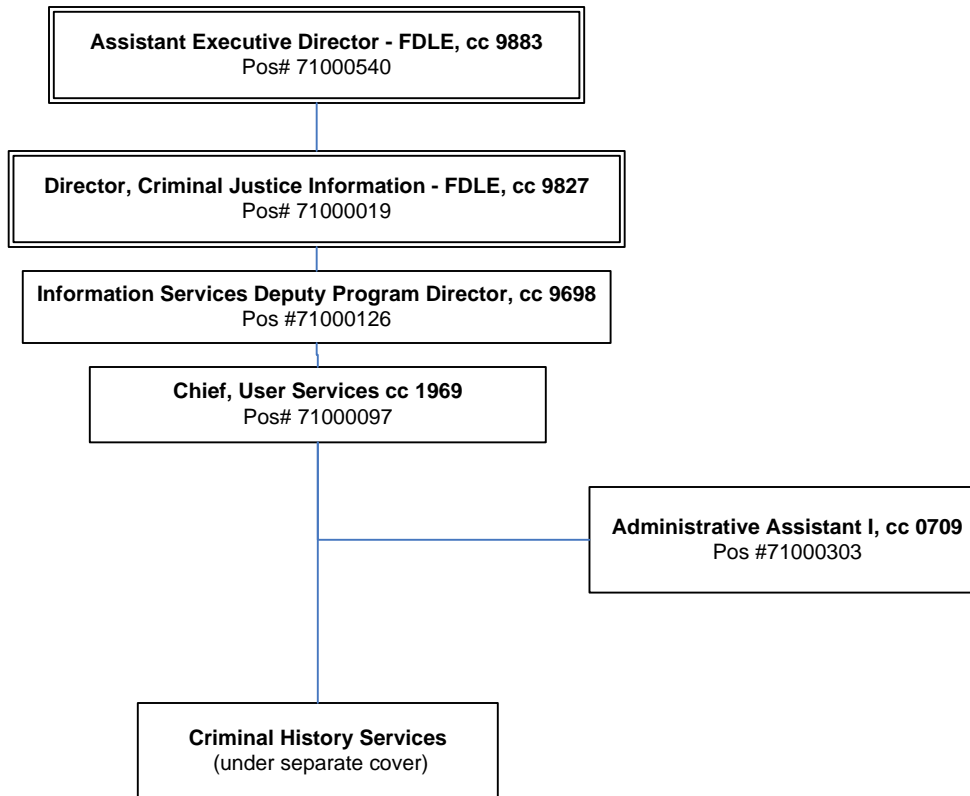 Assistant Executive Director - FDLE, cc 9883
Pos# 71000540
Director, Criminal Justice Information - FDLE, cc 9827
Pos# 71000019
Information Services Deputy Program Director, cc 9698
Pos #71000126
Chief, User Services cc 1969
Pos# 71000097
Administrative Assistant I, cc 0709
Pos #71000303
Criminal History Services
(under separate cover)